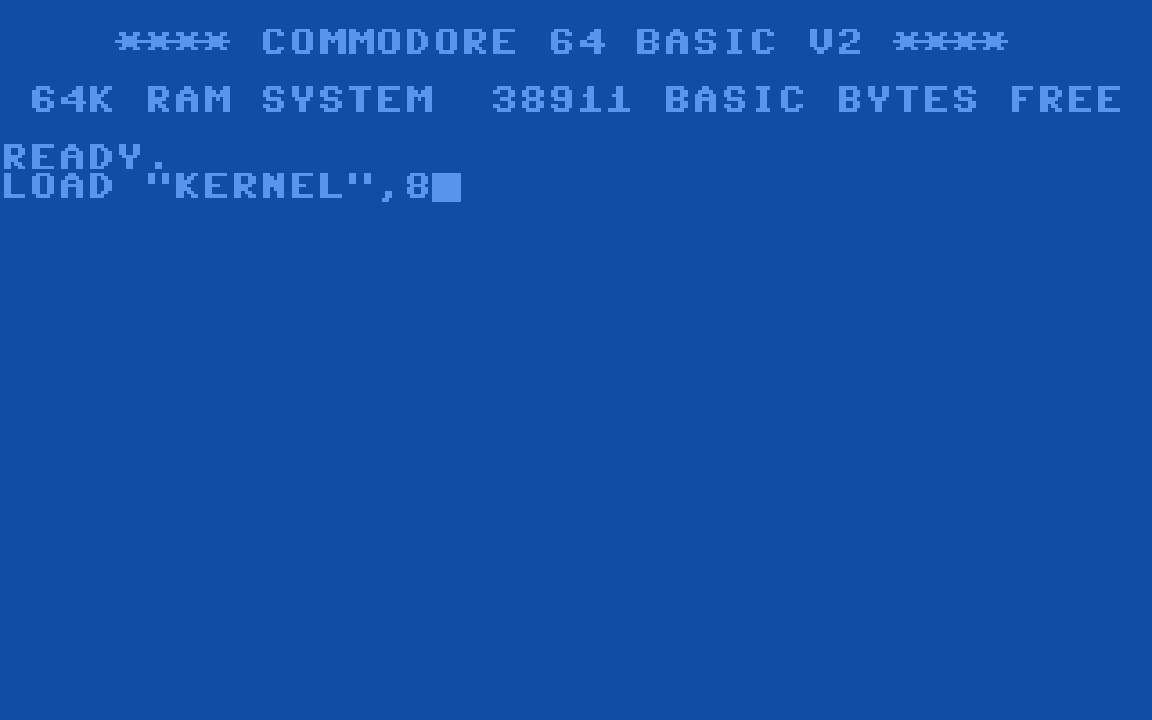 **** COMMODORE 64 BASIC V2 ****
64K RAM SYSTEM  38911 BASIC BYTES FREE
READY.
LOAD "KERNEL",8